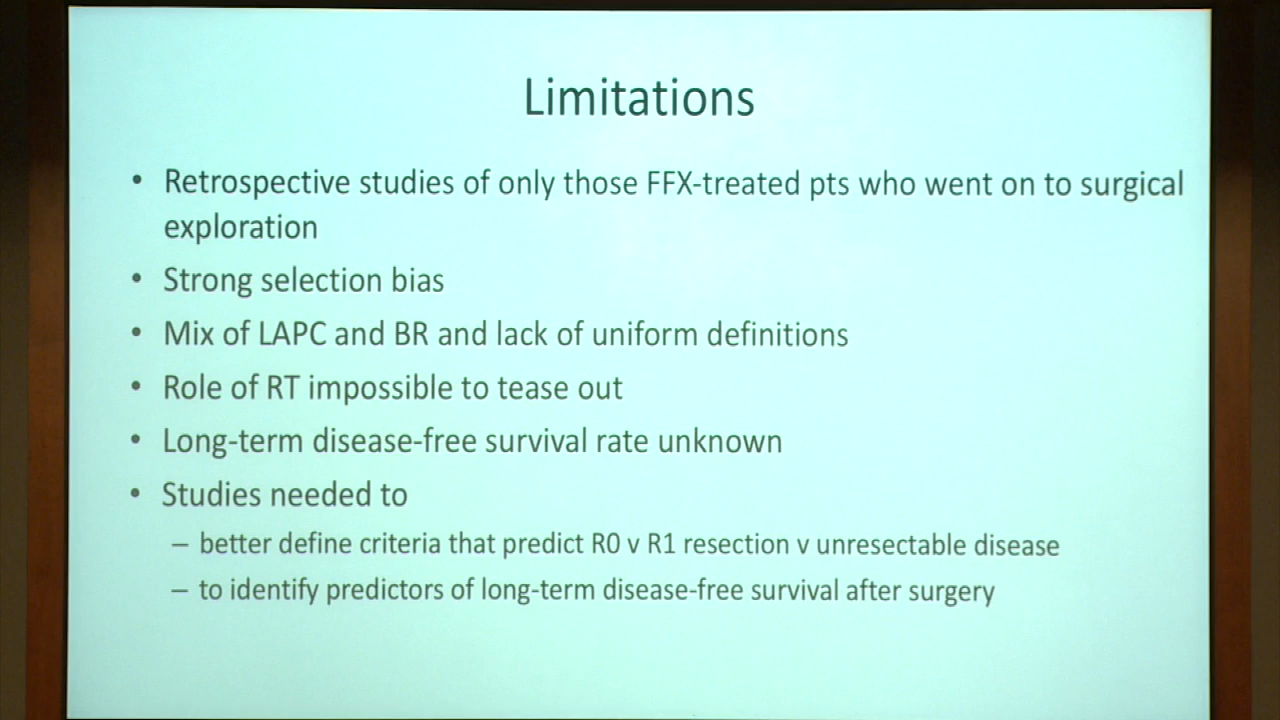 Limitations
• Retrospective studies of only those FFX-treated pts who went on to surgical
exploration
• Strong selection bias
• Mix of LAPC and BR and lack of uniform definitions
• Role of RT impossible to tease out
• Long-term disease-free survival rate unknown
• Studies needed to
– better define criteria that predict R0 v R1 resection v unresectable disease
– to identify predictors of long-term disease-free survival after surgery